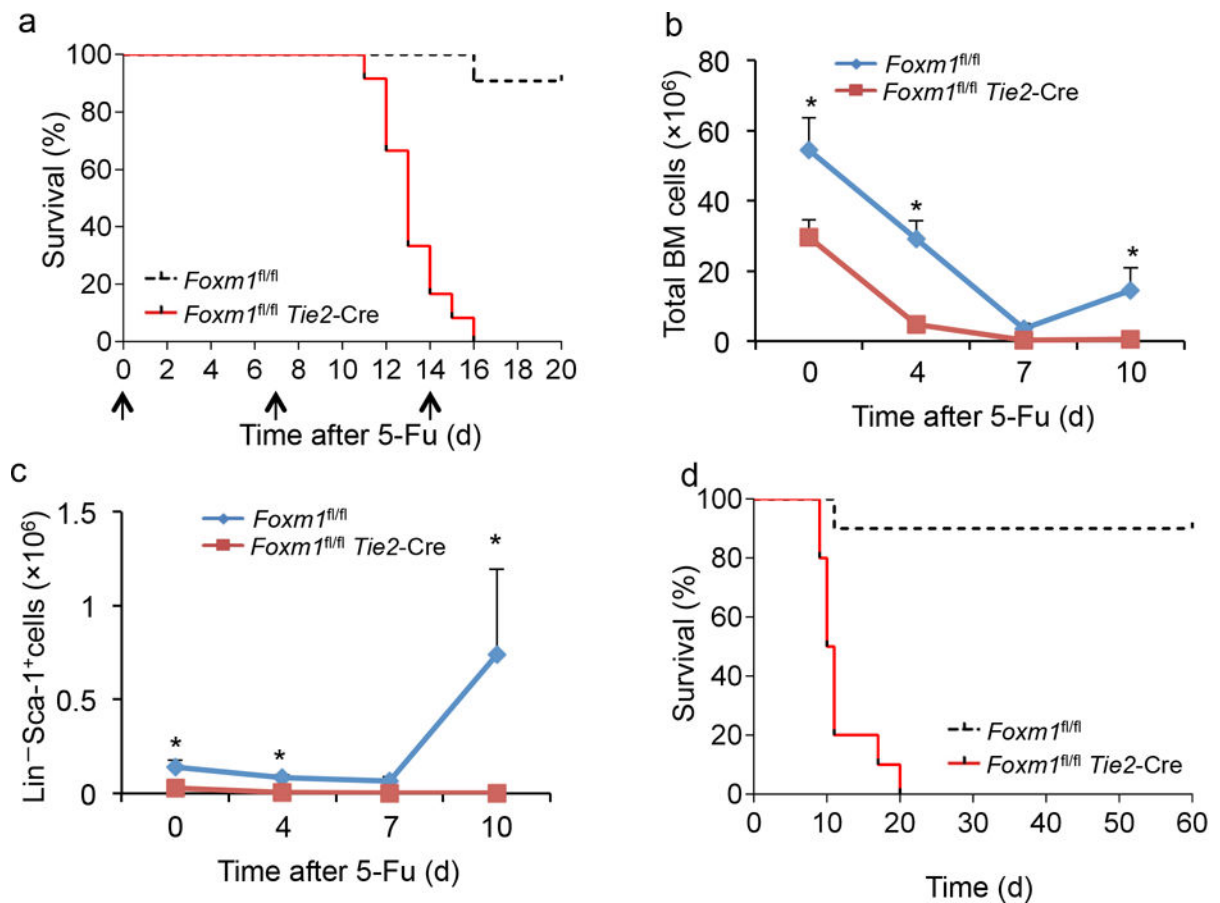 a
100
80
60
40
20
0
Survival (%)
Foxm1fl/fl
Foxm1fl/fl Tie2-Cre
0 2 4 6 8 10 12 14 16 18 20
Time after 5-Fu (d)
b
80
60
40
20
0
Total BM cells (×10⁶)
Foxm1fl/fl
Foxm1fl/fl Tie2-Cre
* * *
0 4 7 10
Time after 5-Fu (d)
c
1.5
1
0.5
0
Lin⁻Sca-1⁺cells (×10⁶)
Foxm1fl/fl
Foxm1fl/fl Tie2-Cre
* * *
0 4 7 10
Time after 5-Fu (d)
d
100
80
60
40
20
0
Survival (%)
Foxm1fl/fl
Foxm1fl/fl Tie2-Cre
0 10 20 30 40 50 60
Time (d)